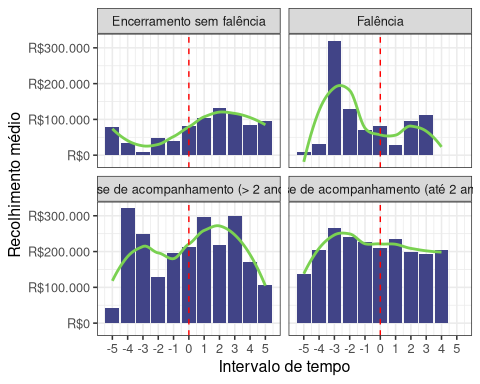 Encerramento sem falência
Falência
R$300.000
R$200.000
R$100.000
R$0
se de acompanhamento (> 2 ano
se de acompanhamento (até 2 an
R$300.000
R$200.000
R$100.000
R$0
-5 -4 -3 -2 -1 0 1 2 3 4 5
-5 -4 -3 -2 -1 0 1 2 3 4 5
Intervalo de tempo
Recolhimento médio